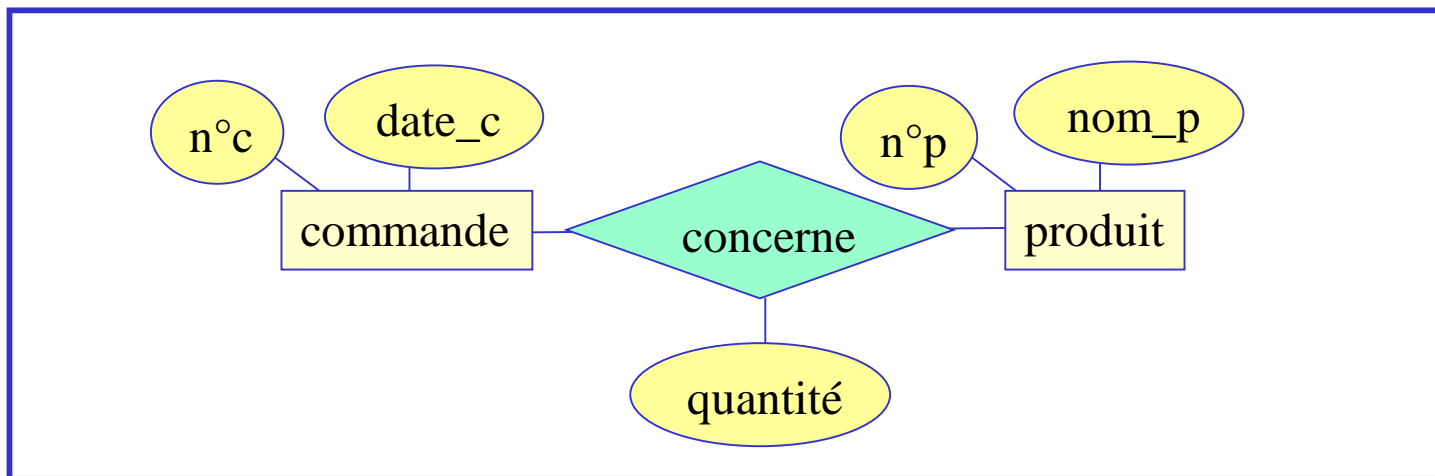 n°c
date_c
n°p
nom_p
commande
concerne
produit
quantité